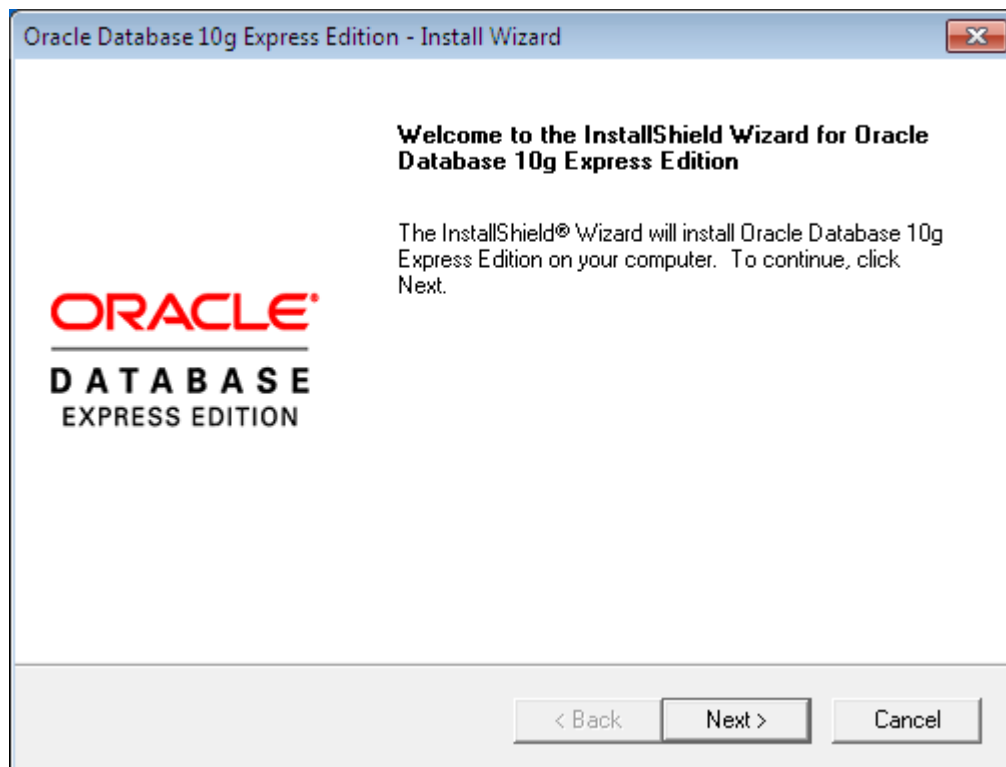 Oracle Database 10g Express Edition - Install Wizard
Welcome to the InstallShield Wizard for Oracle
Database 10g Express Edition
The InstallShield® Wizard will install Oracle Database 10g
Express Edition on your computer.  To continue, click
Next.
ORACLE®
DATABASE
EXPRESS EDITION
< Back
Next >
Cancel